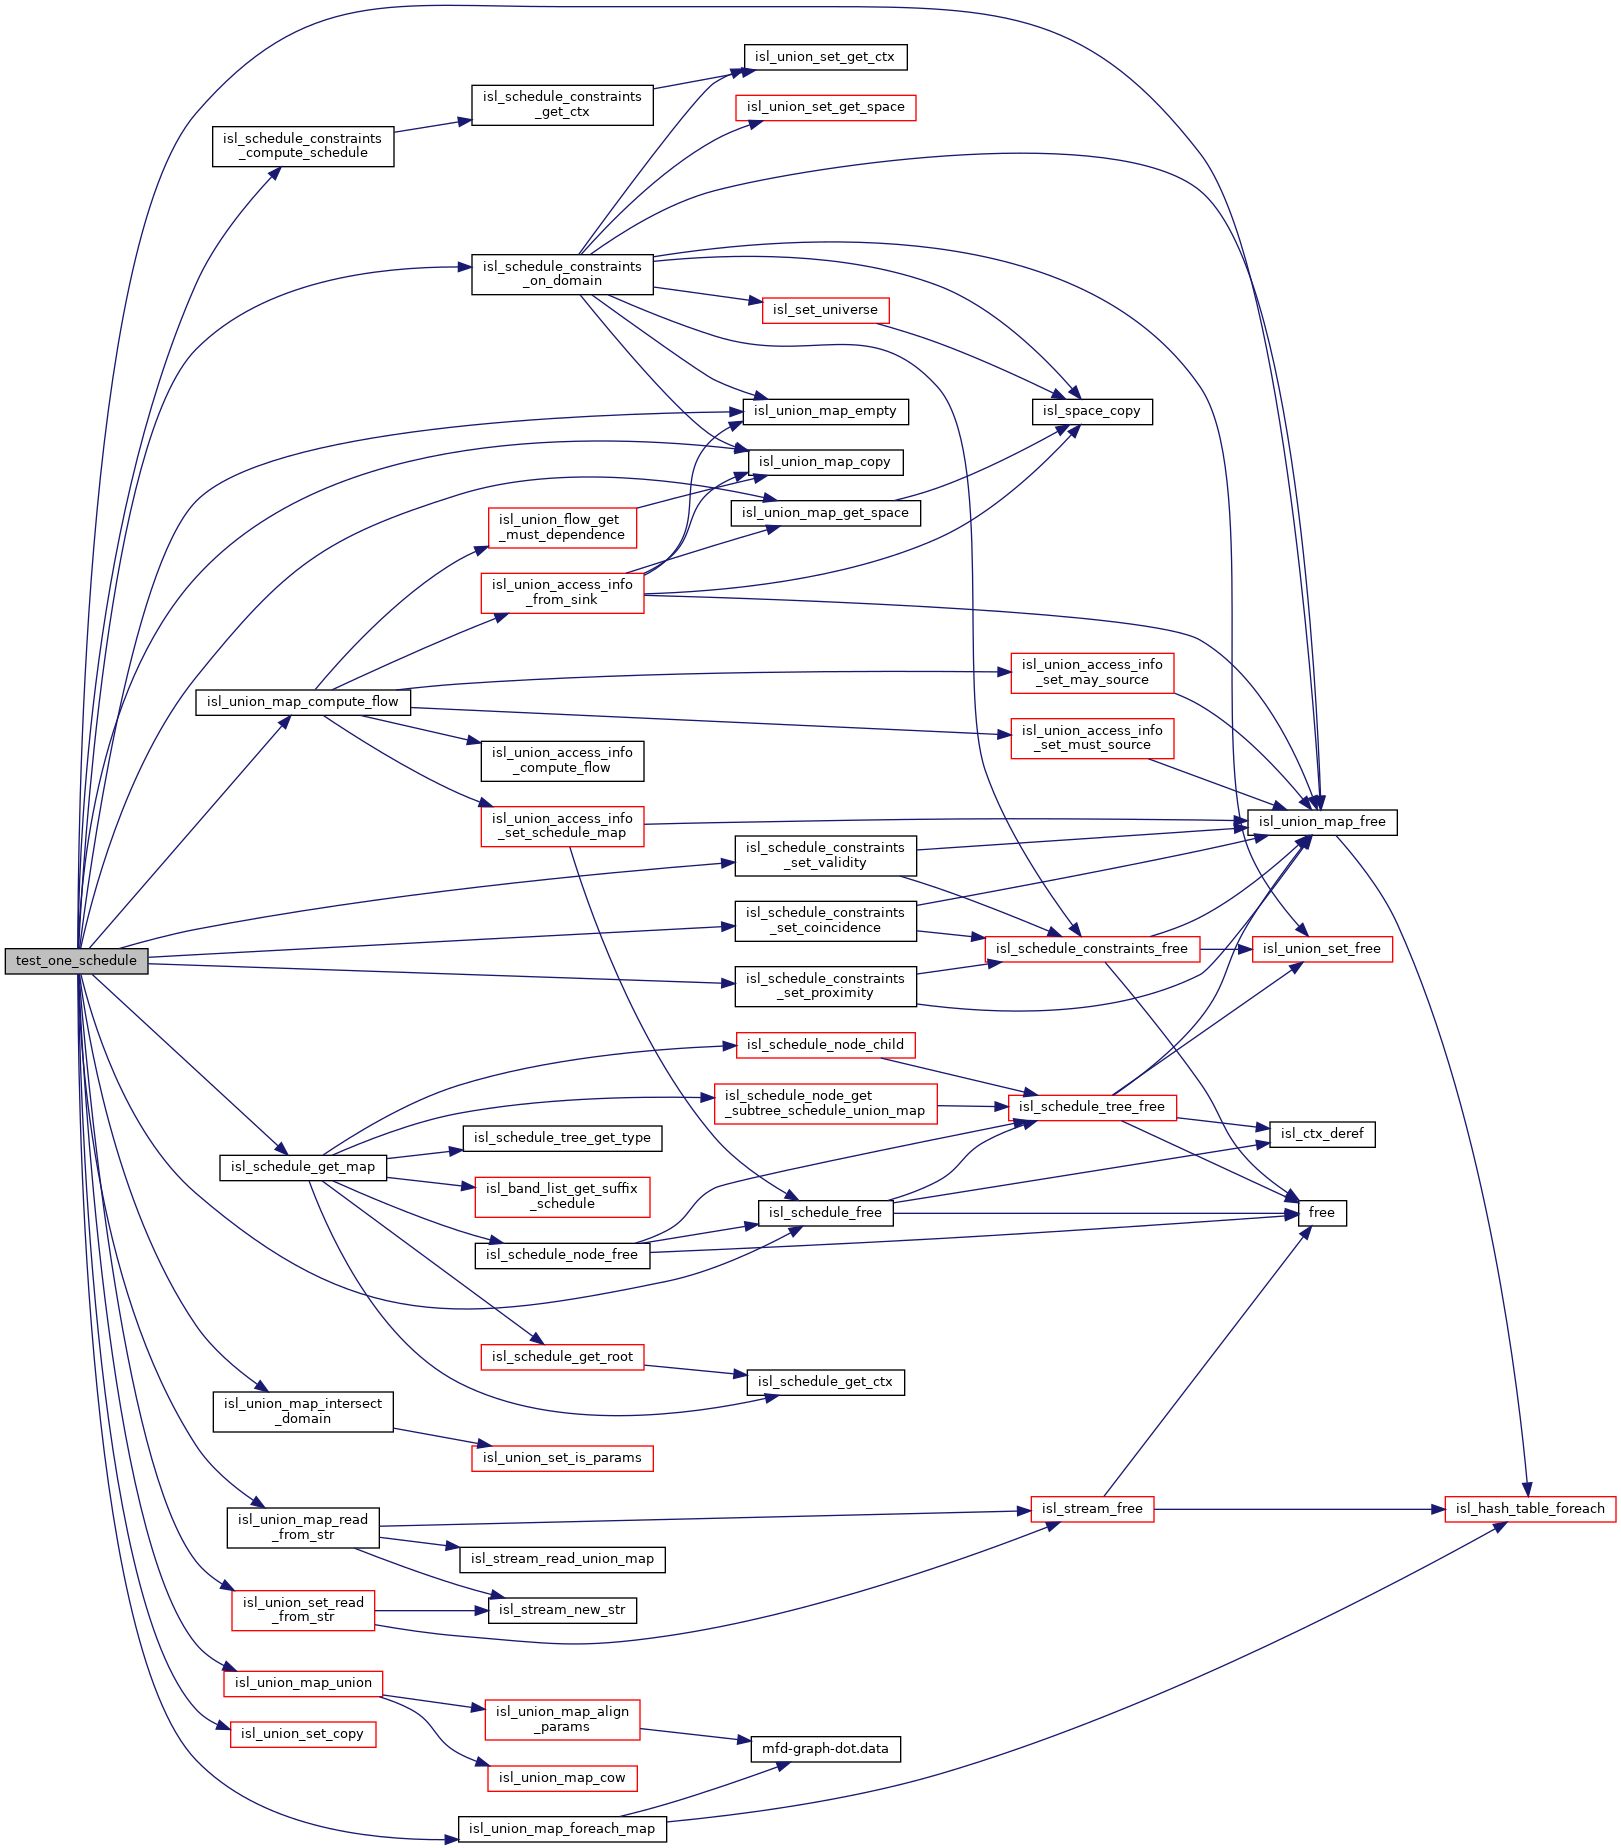 isl_union_set_get_ctx
isl_schedule_constraints
_get_ctx
isl_union_set_get_space
isl_schedule_constraints
_compute_schedule
isl_schedule_constraints
_on_domain
isl_set_universe
isl_union_map_empty
isl_space_copy
isl_union_map_copy
isl_union_map_get_space
isl_union_flow_get
_must_dependence
isl_union_access_info
_from_sink
isl_union_access_info
_set_may_source
isl_union_map_compute_flow
isl_union_access_info
_set_must_source
isl_union_access_info
_compute_flow
isl_union_access_info
_set_schedule_map
isl_union_map_free
isl_schedule_constraints
_set_validity
isl_schedule_constraints
_set_coincidence
isl_schedule_constraints_free
isl_union_set_free
test_one_schedule
isl_schedule_constraints
_set_proximity
isl_schedule_node_child
isl_schedule_node_get
_subtree_schedule_union_map
isl_schedule_tree_free
isl_ctx_deref
isl_schedule_tree_get_type
isl_schedule_get_map
isl_band_list_get_suffix
_schedule
isl_schedule_free
free
isl_schedule_node_free
isl_schedule_get_root
isl_schedule_get_ctx
isl_union_map_intersect
_domain
isl_union_set_is_params
isl_stream_free
isl_hash_table_foreach
isl_union_map_read
_from_str
isl_stream_read_union_map
isl_union_set_read
_from_str
isl_stream_new_str
isl_union_map_union
isl_union_map_align
_params
isl_union_set_copy
mfd-graph-dot.data
isl_union_map_cow
isl_union_map_foreach_map